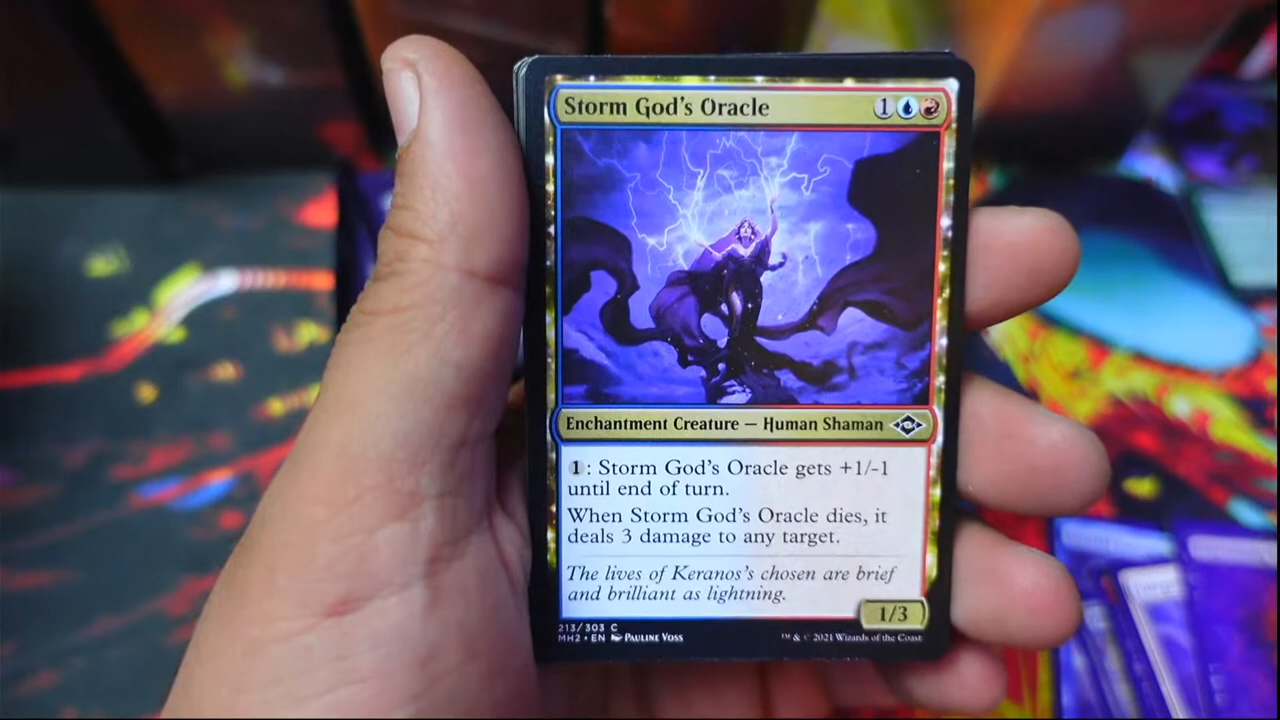 Storm God's Oracle 1
Enchantment Creature — Human Shaman
1: Storm God's Oracle gets +1/-1
until end of turn.
When Storm God's Oracle dies, it
deals 3 damage to any target.
The lives of Keranos's chosen are brief
and brilliant as lightning.
1/3
213/303 C
MH2 • EN Pauline Voss
™ & © 2021 Wizards of the Coast